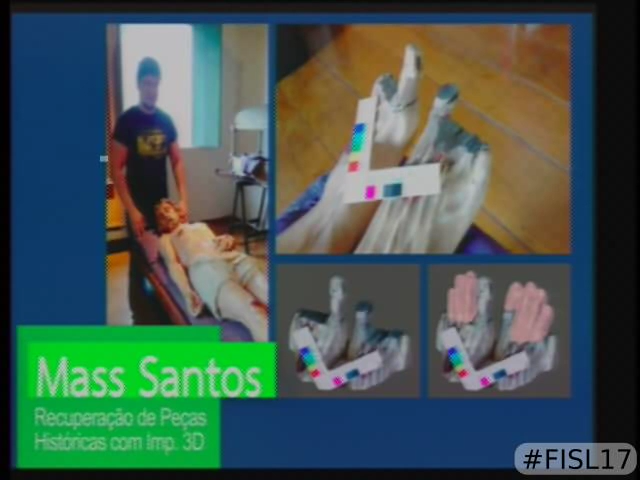 Mass Santos
Recuperação de Peças
Históricas com Imp. 3D
#FISL17